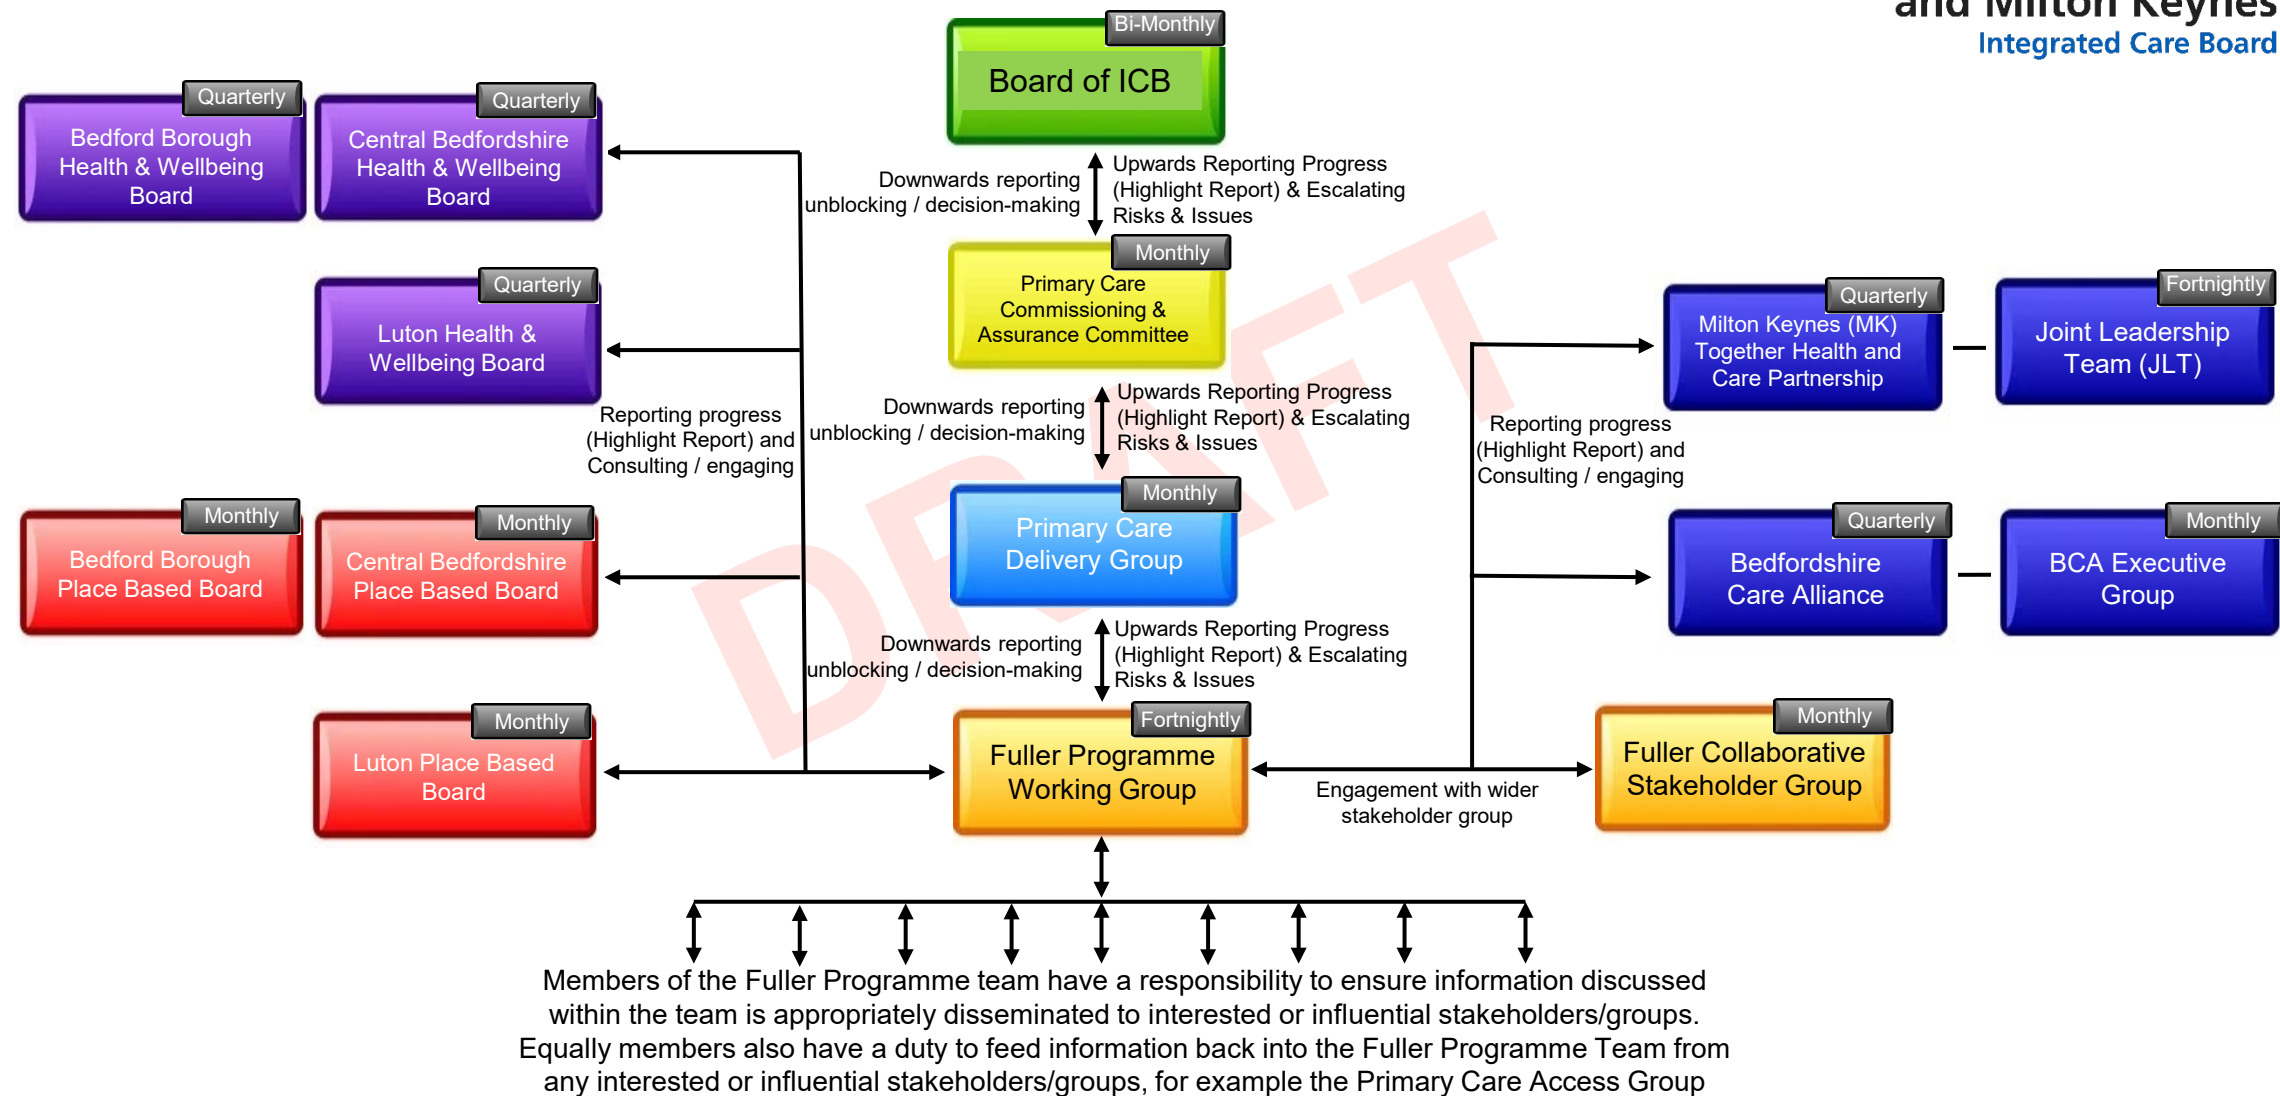 and Milton Keynes
Integrated Care Board
Bi-Monthly
Board of ICB
Quarterly
Bedford Borough
Health & Wellbeing
Board
Quarterly
Central Bedfordshire
Health & Wellbeing
Board
Downwards reporting
unblocking / decision-making
Upwards Reporting Progress
(Highlight Report) & Escalating
Risks & Issues
Monthly
Primary Care
Commissioning &
Assurance Committee
Quarterly
Luton Health &
Wellbeing Board
Quarterly
Milton Keynes (MK)
Together Health and
Care Partnership
Fortnightly
Joint Leadership
Team (JLT)
Reporting progress
(Highlight Report) and
Consulting / engaging
Downwards reporting
unblocking / decision-making
Upwards Reporting Progress
(Highlight Report) & Escalating
Risks & Issues
Reporting progress
(Highlight Report) and
Consulting / engaging
DRAFT
Monthly
Bedford Borough
Place Based Board
Monthly
Central Bedfordshire
Place Based Board
Monthly
Primary Care
Delivery Group
Quarterly
Bedfordshire
Care Alliance
Monthly
BCA Executive
Group
Downwards reporting
unblocking / decision-making
Upwards Reporting Progress
(Highlight Report) & Escalating
Risks & Issues
Monthly
Luton Place Based
Board
Fortnightly
Fuller Programme
Working Group
Engagement with wider
stakeholder group
Monthly
Fuller Collaborative
Stakeholder Group
Members of the Fuller Programme team have a responsibility to ensure information discussed
within the team is appropriately disseminated to interested or influential stakeholders/groups.
Equally members also have a duty to feed information back into the Fuller Programme Team from
any interested or influential stakeholders/groups, for example the Primary Care Access Group